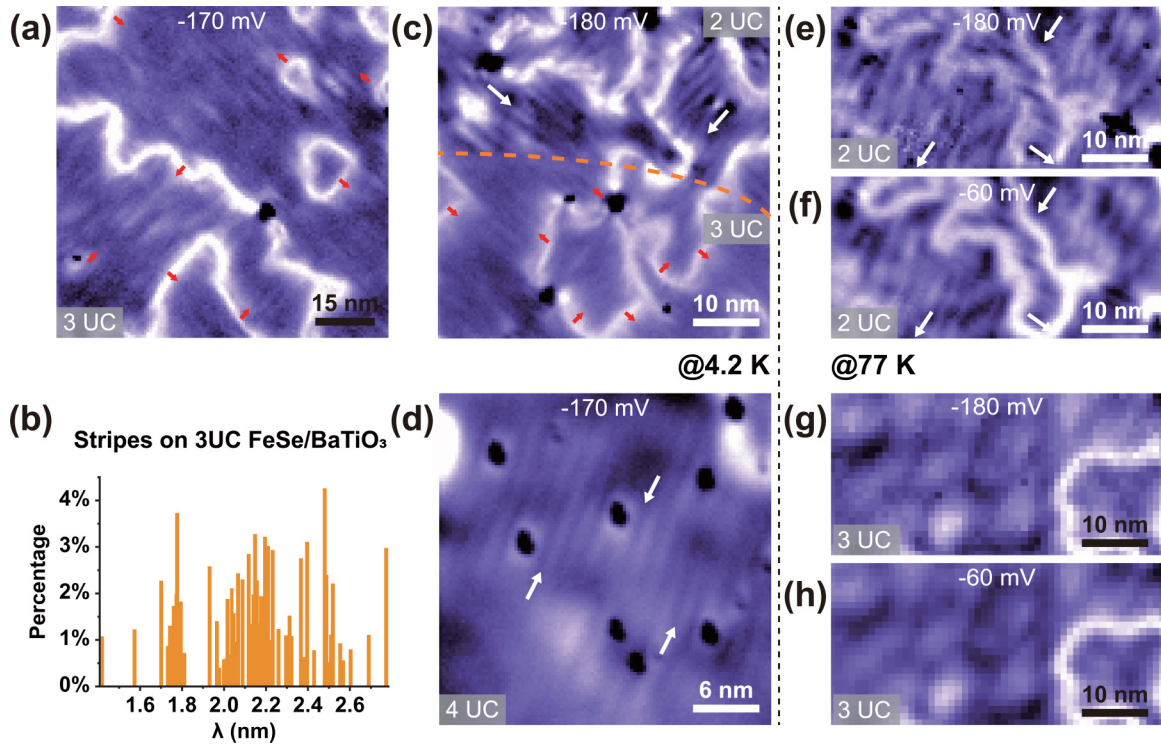 (a)
-170 mV
3 UC
15 nm
(c)
-180 mV
2 UC
3 UC
10 nm
@4.2 K
(e)
-180 mV
2 UC
10 nm
(f)
-60 mV
2 UC
10 nm
@77 K
(b)
Stripes on 3UC FeSe/BaTiO₃
Percentage
4%
3%
2%
1%
0%
1.6
1.8
2.0
2.2
2.4
2.6
λ (nm)
(d)
-170 mV
4 UC
6 nm
(g)
-180 mV
3 UC
10 nm
(h)
-60 mV
3 UC
10 nm